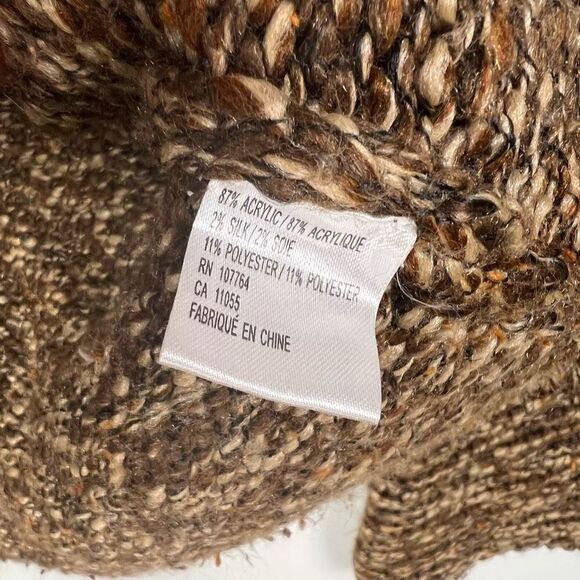 87% ACRYLIC/87% ACRYLIQUE
2% SILK/2% SOIE
11% POLYESTER/11% POLYESTER
RN 107764
CA 11055
FABRIQUÉ EN CHINE